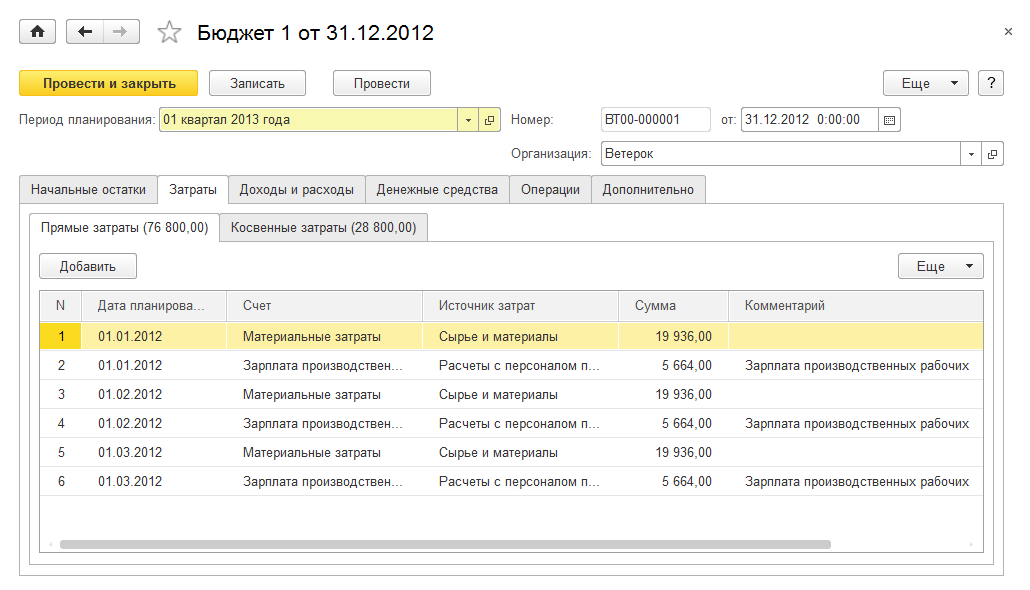 Бюджет 1 от 31.12.2012
Провести и закрыть Записать Провести Еще ?
Период планирования: 01 квартал 2013 года Номер: ВТ00-000001 от: 31.12.2012 0:00:00
Организация: Ветерок
Начальные остатки Затраты Доходы и расходы Денежные средства Операции Дополнительно
Прямые затраты (76 800,00) Косвенные затраты (28 800,00)
Добавить Еще
N Дата планирова... Счет Источник затрат Сумма Комментарий
1 01.01.2012 Материальные затраты Сырье и материалы 19 936,00
2 01.01.2012 Зарплата производствен... Расчеты с персоналом п... 5 664,00 Зарплата производственных рабочих
3 01.02.2012 Материальные затраты Сырье и материалы 19 936,00
4 01.02.2012 Зарплата производствен... Расчеты с персоналом п... 5 664,00 Зарплата производственных рабочих
5 01.03.2012 Материальные затраты Сырье и материалы 19 936,00
6 01.03.2012 Зарплата производствен... Расчеты с персоналом п... 5 664,00 Зарплата производственных рабочих